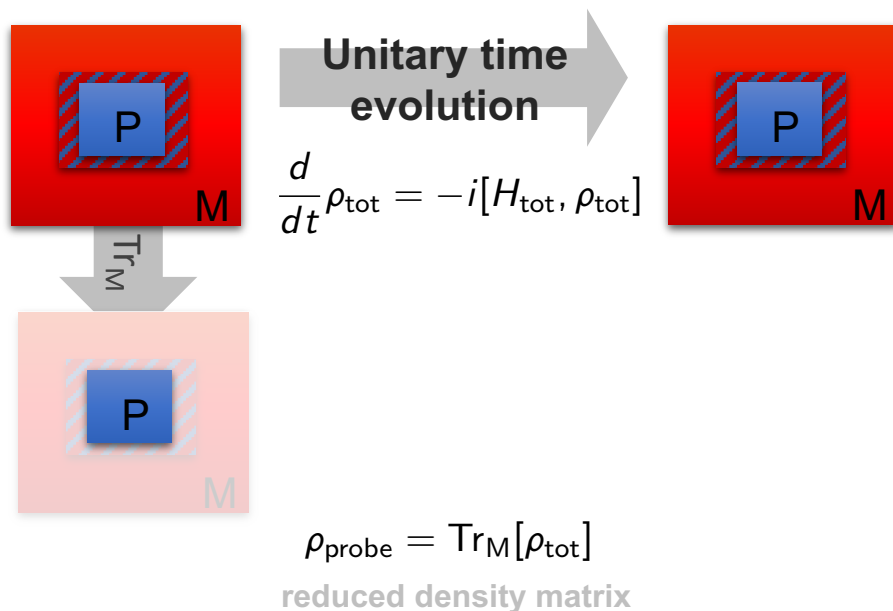 P
M
Unitary time
evolution
P
M
d/dt ρ_tot = −i[H_tot, ρ_tot]
Tr_M
P
M
ρ_probe = Tr_M[ρ_tot]
reduced density matrix